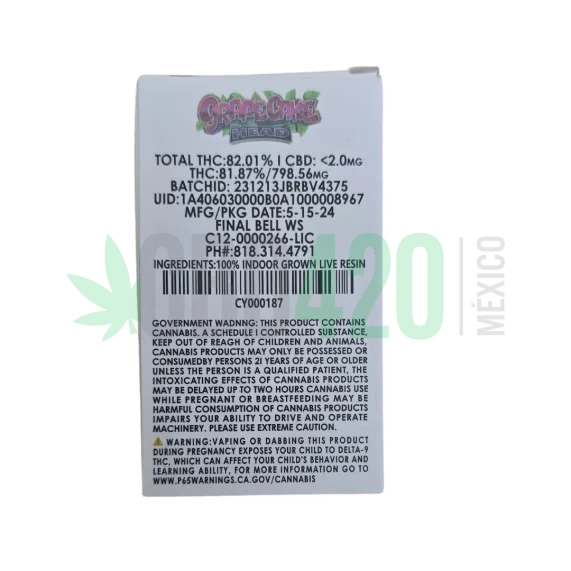 GRAPE CAKE
HEAD
TOTAL THC:82.01% I CBD: <2.0MG
THC:81.87%/798.56MG
BATCHID: 231213JBRBV4375
UID:1A406030000B0A1000008967
MFG/PKG DATE:5-15-24
FINAL BELL WS
C12-0000266-LIC
PH#:818.314.4791
INGREDIENTS:100% INDOOR GROWN LIVE RESIN
CY000187
420
MÉXICO
GOVERNMENT WADNNG: THIS PRODUCT CONTAINS
CANNABIS. A SCHEDULE I CONTROLLED SUBSTANCE,
KEEP OUT OF REAGH OF CHILDREN AND ANIMALS,
CANNABIS PRODUCTS MAY ONLY BE POSSESSED OR
CONSUMEDBY PERSONS 21 YEARS OF AGE OR OLDER
UNLESS THE PERSON IS A QUALIFIED PATIENT, THE
INTOXICATING EFFECTS OF CANNABIS PRODUCTS
MAY BE DELAYED UP TO TWO HOURS CANNABIS USE
WHILE PREGNANT OR BREASTFEEDING MAY BE
HARMFUL CONSUMPTION OF CANNABIS PRODUCTS
IMPAIRS YOUR ABILITY TO DRIVE AND OPERATE
MACHINERY. PLEASE USE EXTREME CAUTION.
WARNING:VAPING OR DABBING THIS PRODUCT
DURING PREGNANCY EXPOSES YOUR CHILD TO DELTA-9
THC, WHICH CAN AFFECT YOUR CHILD'S BEHAVIOR AND
LEARNING ABILITY, FOR MORE INFORMATION GO TO
WWW.P65WARNINGS.CA.GOV/CANNABIS